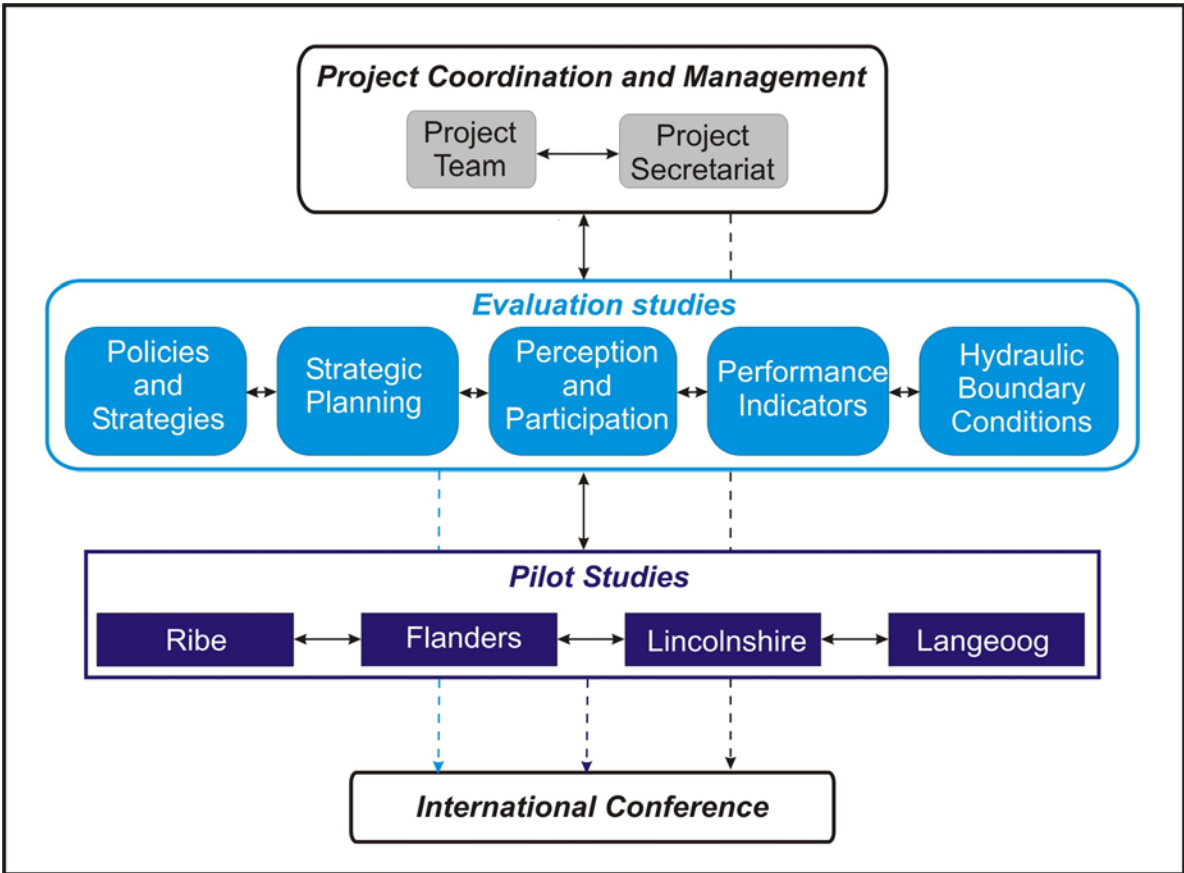 Project Coordination and Management
Project
Team
Project
Secretariat
Evaluation studies
Policies
and
Strategies
Strategic
Planning
Perception
and
Participation
Performance
Indicators
Hydraulic
Boundary
Conditions
Pilot Studies
Ribe
Flanders
Lincolnshire
Langeoog
International Conference